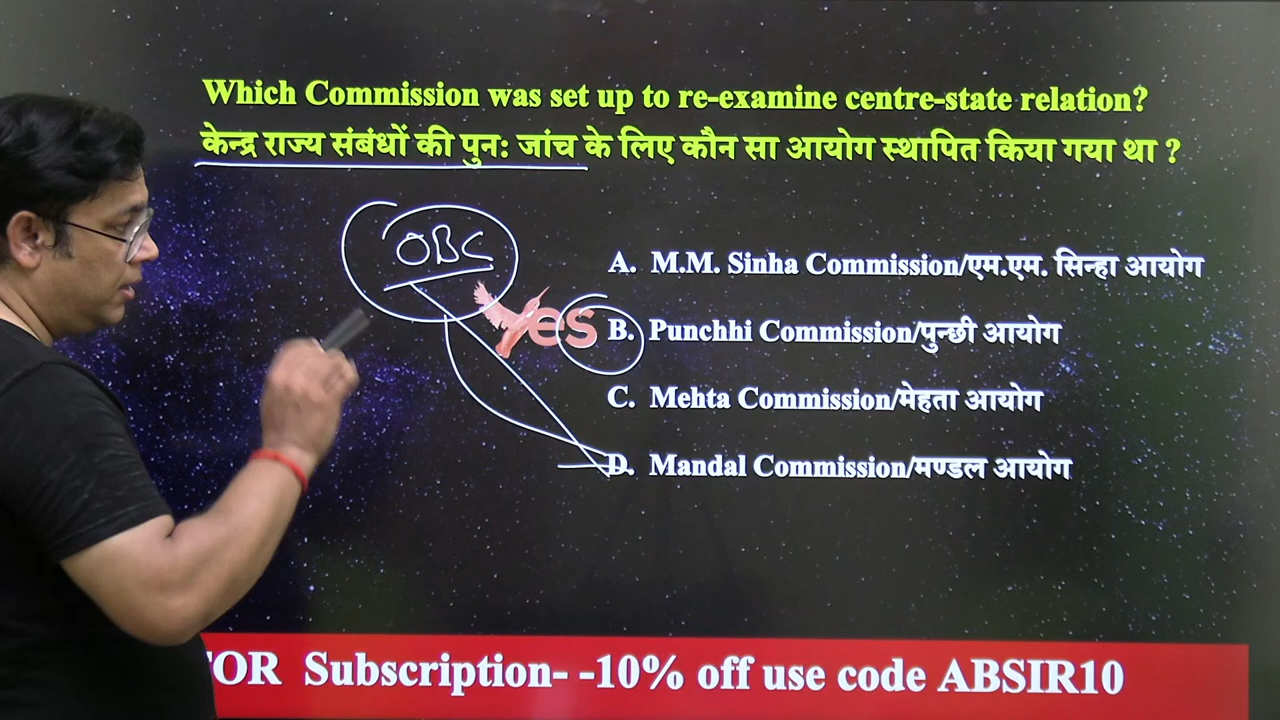 Which Commission was set up to re-examine centre-state relation?
केन्द्र राज्य संबंधों की पुन: जांच के लिए कौन सा आयोग स्थापित किया गया था ?
OBC
A. M.M. Sinha Commission/एम.एम. सिन्हा आयोग
Yes
B. Punchhi Commission/पुन्छी आयोग
C. Mehta Commission/मेहता आयोग
D. Mandal Commission/मण्डल आयोग
FOR Subscription- -10% off use code ABSIR10